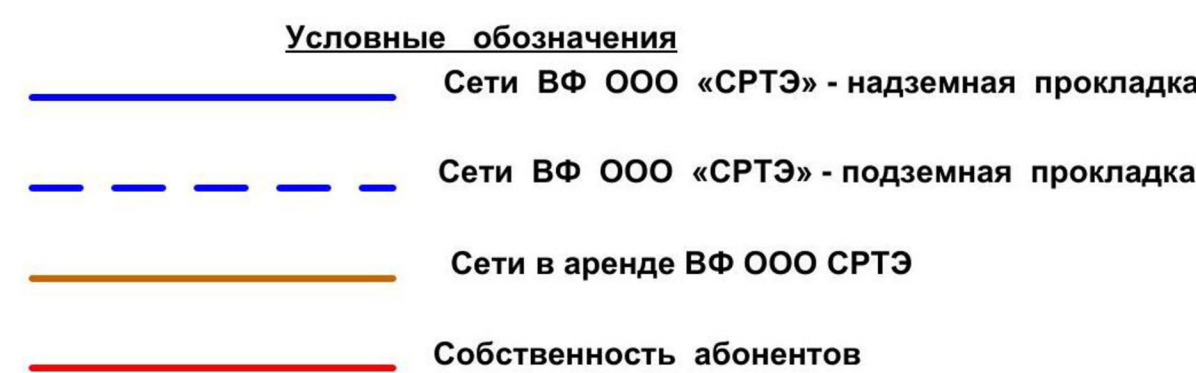 Условные обозначения
Сети ВФ ООО «СРТЭ» - надземная прокладка
Сети ВФ ООО «СРТЭ» - подземная прокладка
Сети в аренде ВФ ООО СРТЭ
Собственность абонентов